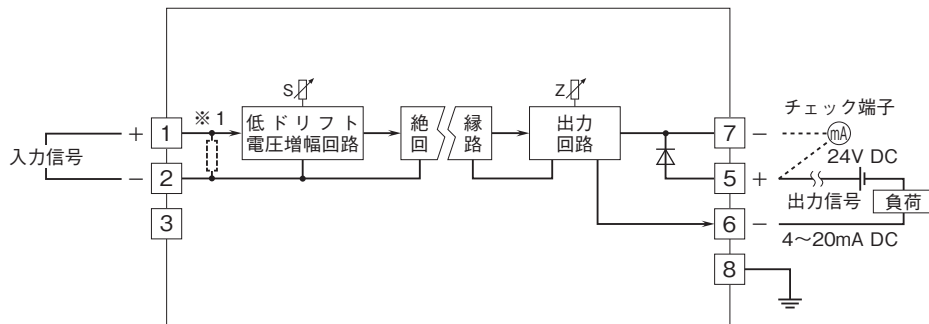 S
Z
※1
チェック端子
入力信号
+
1
低ドリフト
電圧増幅回路
絶
回
縁
路
出力
回路
7
−
mA
24V DC
−
2
5
+
出力信号
負荷
3
6
−
4～20mA DC
8